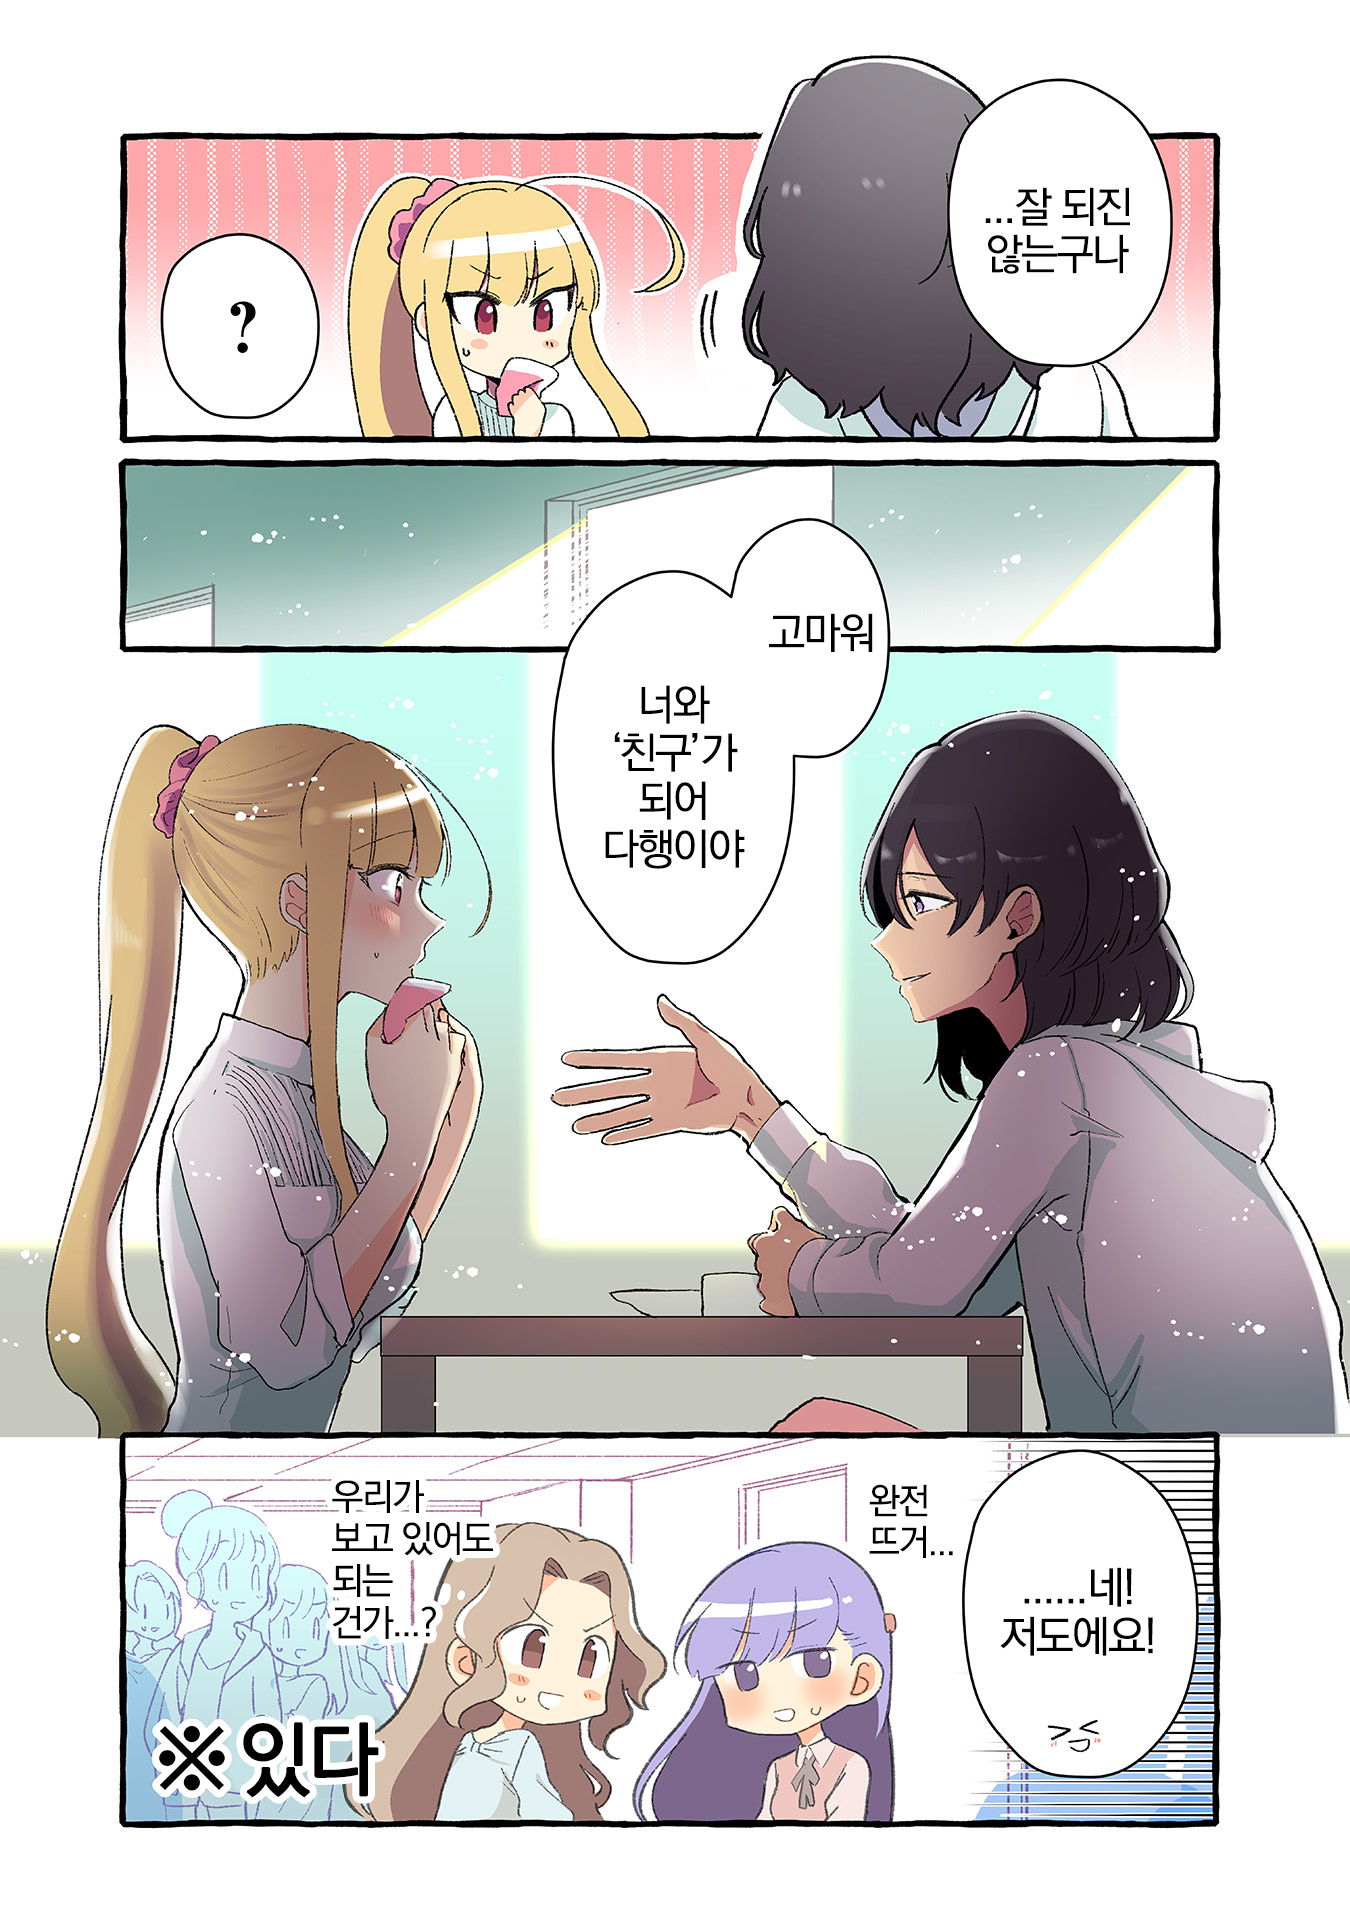 ...잘 되진
않는구나
?
고마워
너와
‘친구’가
되어
다행이야
......네!
저도에요!
완전
뜨거...
우리가
보고 있어도
되는
건가...?
※있다